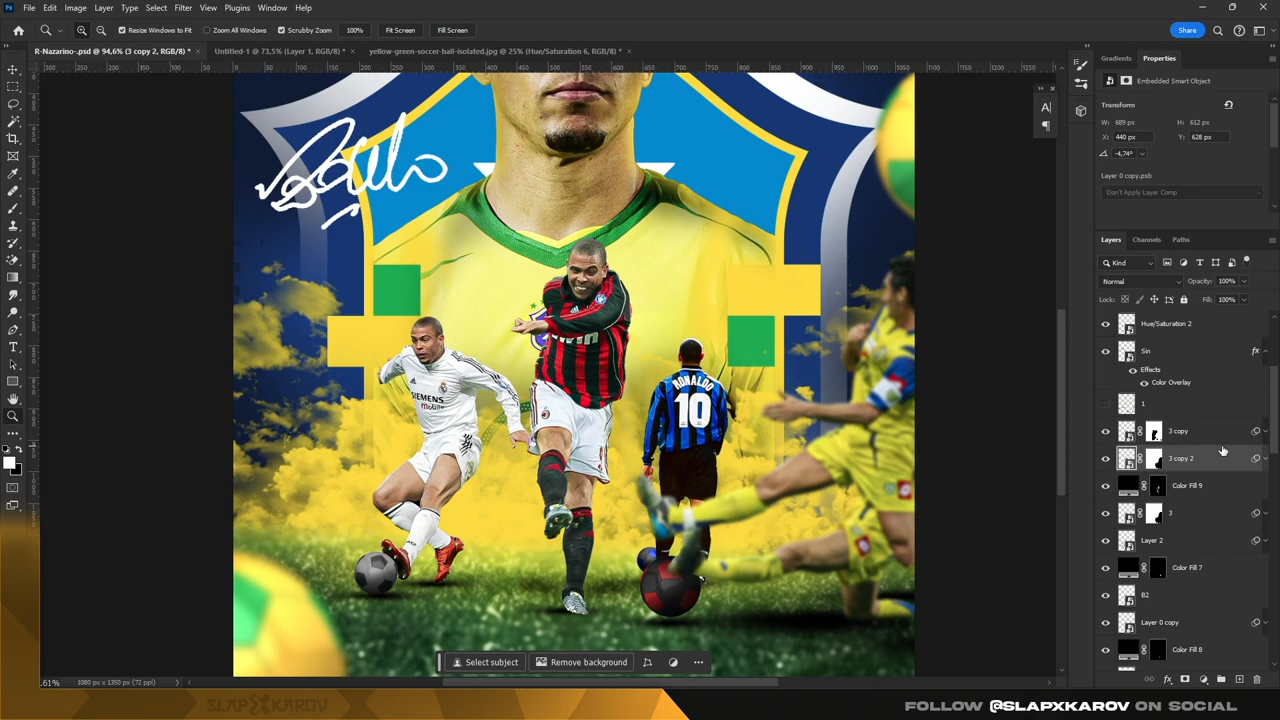 File Edit Image Layer Type Select Filter View Plugins Window Help
Resize Windows to Fit Zoom All Windows Scrubby Zoom 100% Fit Screen Fill Screen Share
R-Nazarino-.psd @ 94,6% (3 copy 2, RGB/8) * Untitled-1 @ 73,5% (Layer 1, RGB/8) * yellow-green-soccer-ball-isolated.jpg @ 25% (Hue/Saturation 6, RGB/8) *
Gradients Properties
Embedded Smart Object
Transform
W: 689 px H: 612 px
X: 440 px Y: 628 px
-4,74°
Layer 0 copy.psb
Don't Apply Layer Comp
Layers Channels Paths
Kind
Normal Opacity: 100%
Lock: Fill: 100%
Hue/Saturation 2
Sin fx
Effects
Color Overlay
1
3 copy
3 copy 2
Color Fill 9
3
Layer 2
Color Fill 7
B2
Layer 0 copy
Color Fill 8
SIEMENS
mobile
RONALDO
10
Select subject Remove background
.61% 1080 px x 1350 px (72 ppi)
SLAPXKAROV
FOLLOW @SLAPXKAROV ON SOCIAL